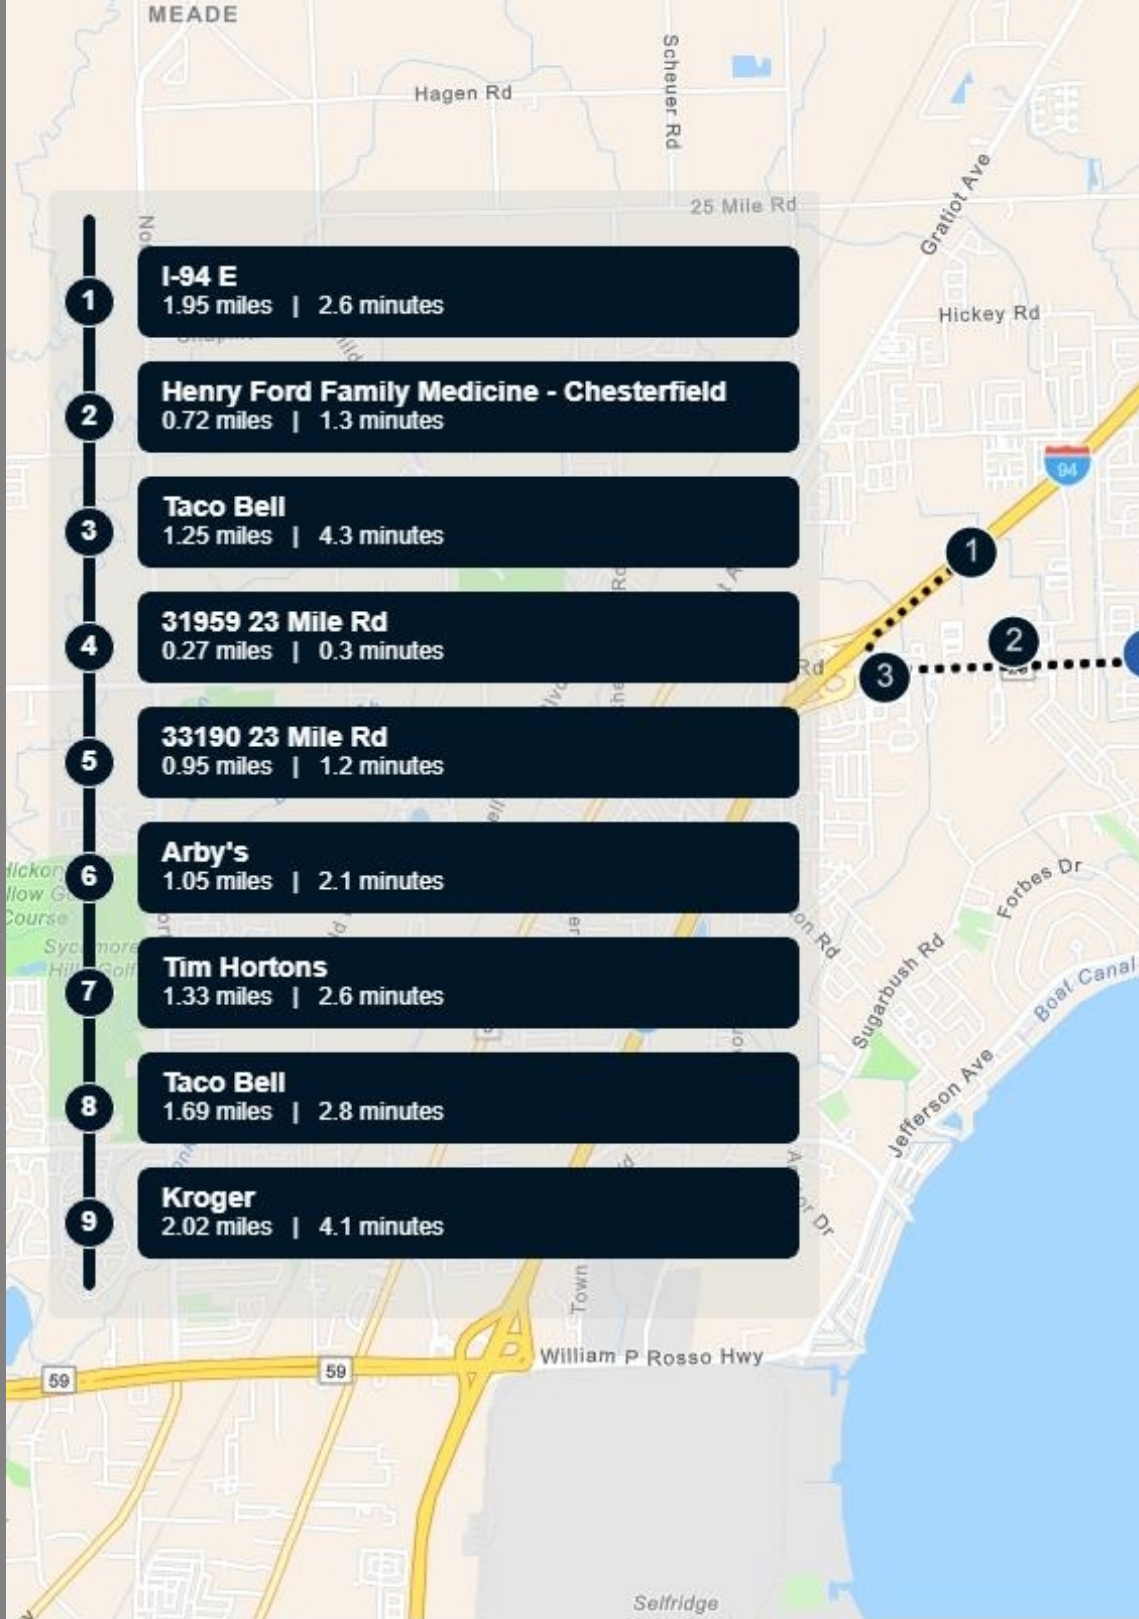 MEADE
Hagen Rd
Scheuer Rd
25 Mile Rd
Gratiot Ave
Hickey Rd
94
1
I-94 E
1.95 miles | 2.6 minutes
2
Henry Ford Family Medicine - Chesterfield
0.72 miles | 1.3 minutes
3
Taco Bell
1.25 miles | 4.3 minutes
4
31959 23 Mile Rd
0.27 miles | 0.3 minutes
5
33190 23 Mile Rd
0.95 miles | 1.2 minutes
6
Arby's
1.05 miles | 2.1 minutes
7
Tim Hortons
1.33 miles | 2.6 minutes
8
Taco Bell
1.69 miles | 2.8 minutes
9
Kroger
2.02 miles | 4.1 minutes
1
2
3
Rd
Rd
Forbes Dr
Sugarbush Rd
Boat Canal
Jefferson Ave
Rd
Course
Dr
Town
William P Rosso Hwy
59
59
Selfridge